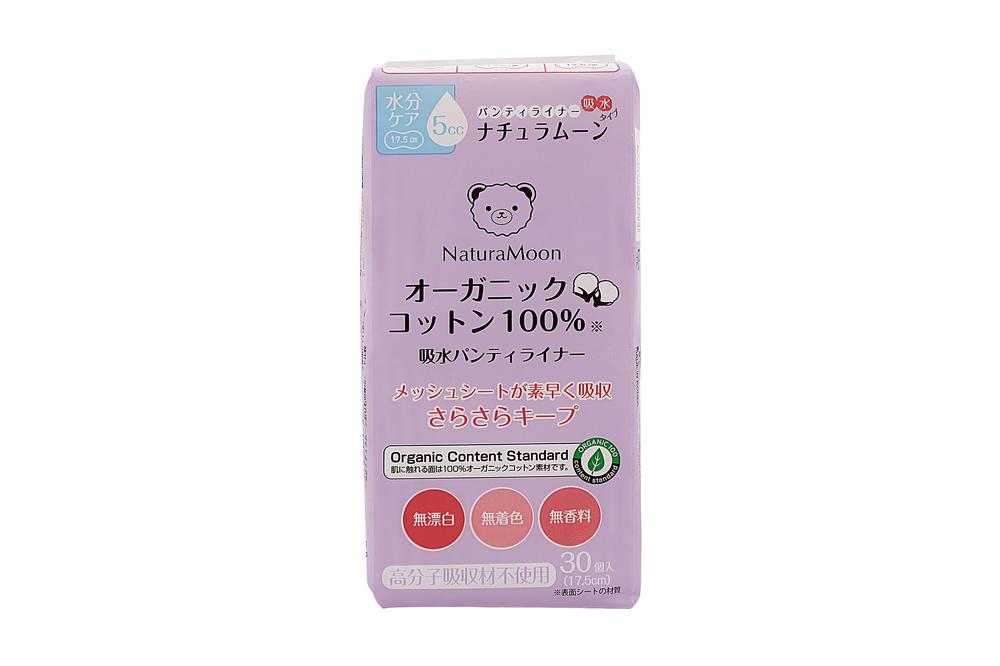 水分
ケア
17.5㎝
5cc
パンティライナー吸水
タイプ
ナチュラムーン
NaturaMoon
オーガニック
コットン100%※
吸水パンティライナー
メッシュシートが素早く吸収
さらさらキープ
Organic Content Standard
肌に触れる面は100%オーガニックコットン素材です。
ORGANIC 100
content standard
無漂白
無着色
無香料
高分子吸収材不使用
30個入
(17.5cm)
※表面シートの材質